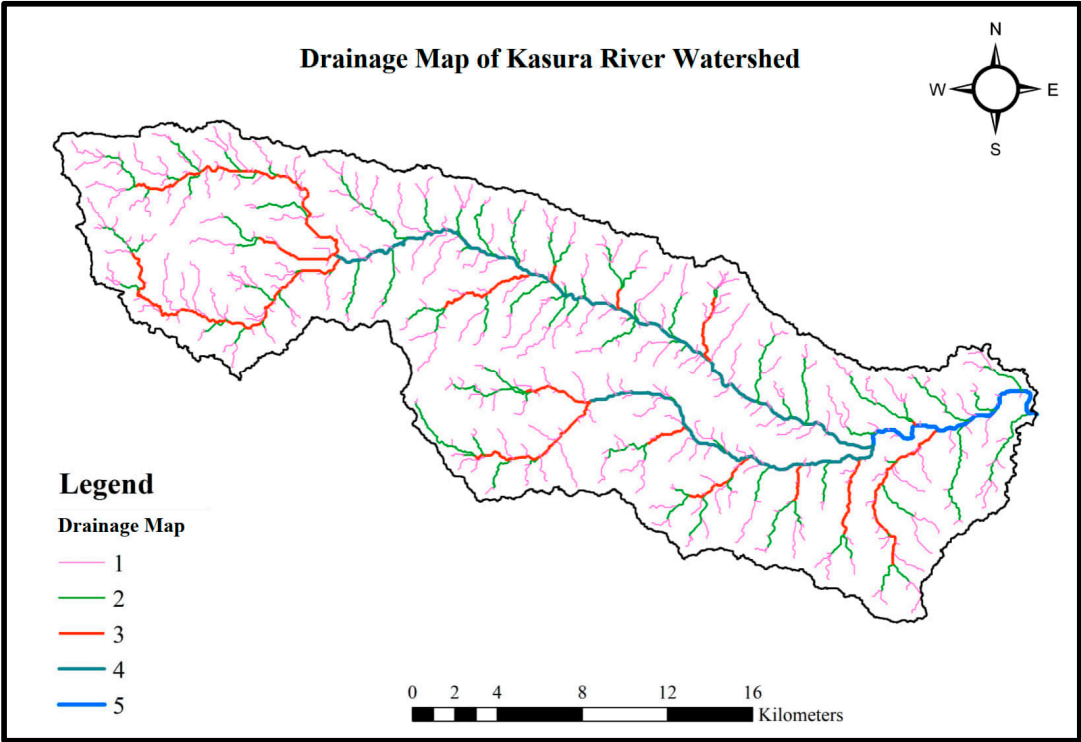 Drainage Map of Kasura River Watershed
N
W E
S
Legend
Drainage Map
1
2
3
4
5
0 2 4 8 12 16
Kilometers